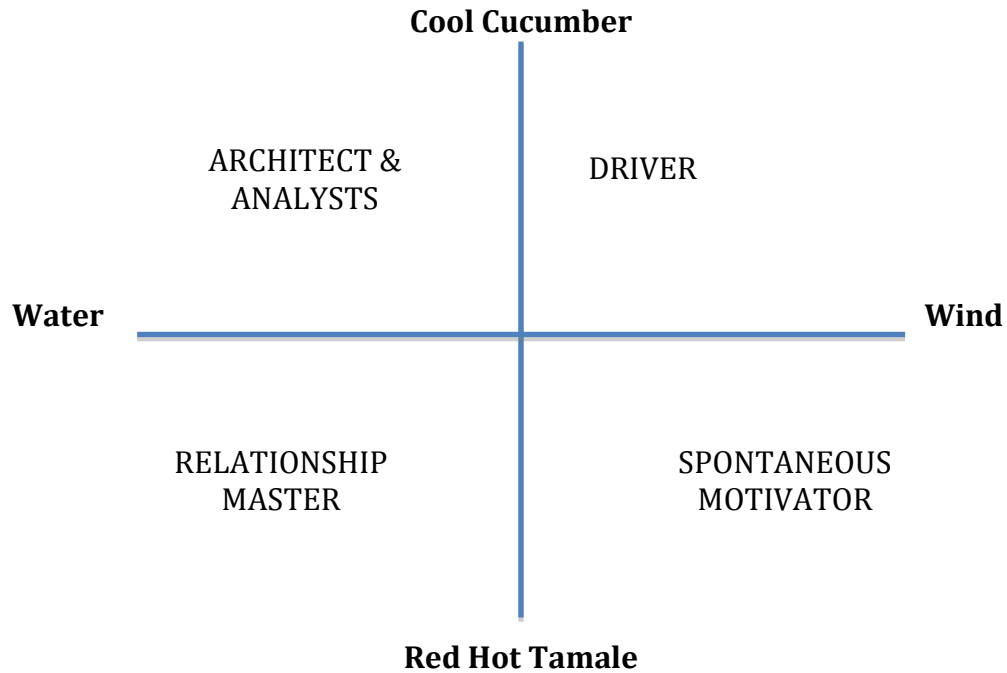 Cool Cucumber
ARCHITECT &
ANALYSTS
DRIVER
Water
Wind
RELATIONSHIP
MASTER
SPONTANEOUS
MOTIVATOR
Red Hot Tamale